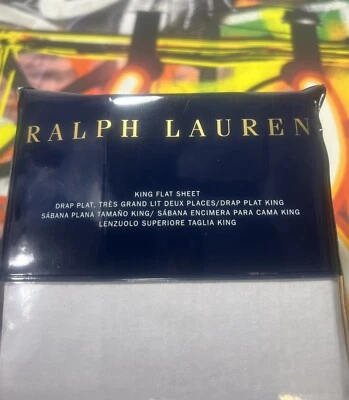 RALPH LAUREN
KING FLAT SHEET
DRAP PLAT, TRÈS GRAND LIT DEUX PLACES/DRAP PLAT KING
SÁBANA PLANA TAMAÑO KING/ SÁBANA ENCIMERA PARA CAMA KING
LENZUOLO SUPERIORE TAGLIA KING